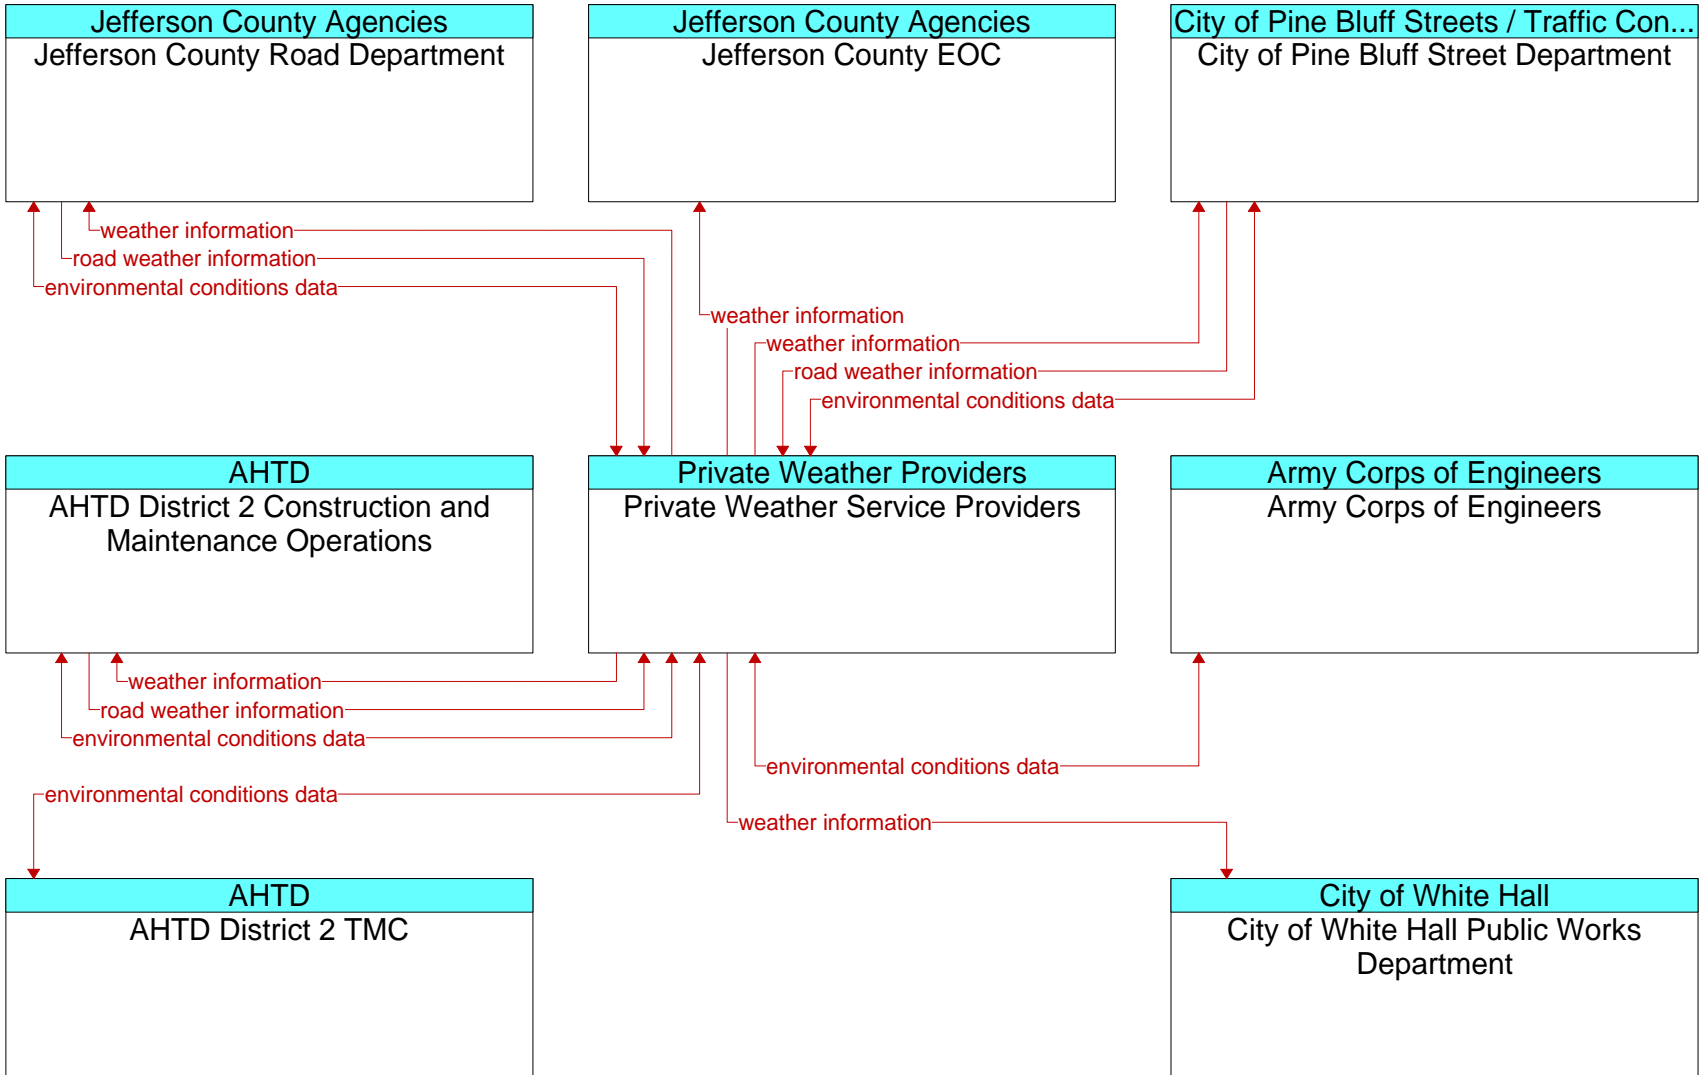 Jefferson County Agencies
Jefferson County Road Department
Jefferson County Agencies
Jefferson County EOC
City of Pine Bluff Streets / Traffic Con...
City of Pine Bluff Street Department
weather information
road weather information
environmental conditions data
weather information
weather information
road weather information
environmental conditions data
AHTD
AHTD District 2 Construction and
Maintenance Operations
Private Weather Providers
Private Weather Service Providers
Army Corps of Engineers
Army Corps of Engineers
weather information
road weather information
environmental conditions data
environmental conditions data
environmental conditions data
weather information
AHTD
AHTD District 2 TMC
City of White Hall
City of White Hall Public Works
Department